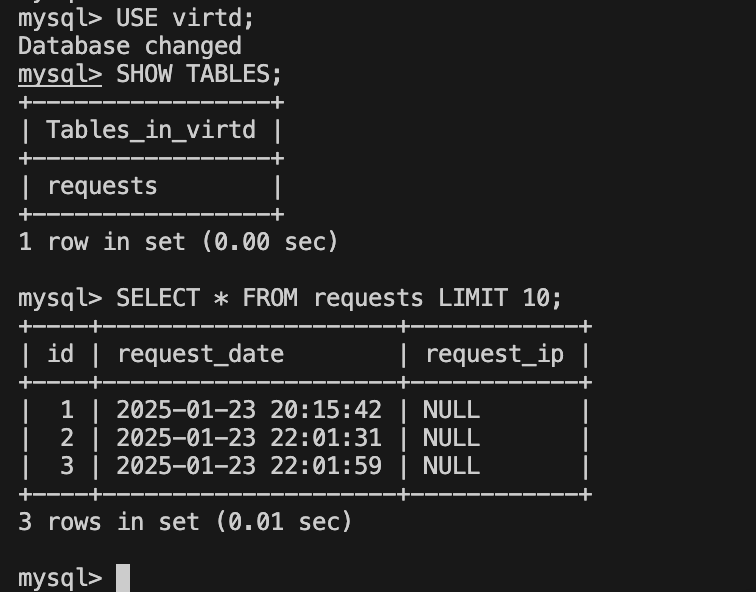 mysql> USE virtd;
Database changed
mysql> SHOW TABLES;
+-----------------+
| Tables_in_virtd |
+-----------------+
| requests        |
+-----------------+
1 row in set (0.00 sec)

mysql> SELECT * FROM requests LIMIT 10;
+----+---------------------+------------+
| id | request_date        | request_ip |
+----+---------------------+------------+
|  1 | 2025-01-23 20:15:42 | NULL       |
|  2 | 2025-01-23 22:01:31 | NULL       |
|  3 | 2025-01-23 22:01:59 | NULL       |
+----+---------------------+------------+
3 rows in set (0.01 sec)

mysql>